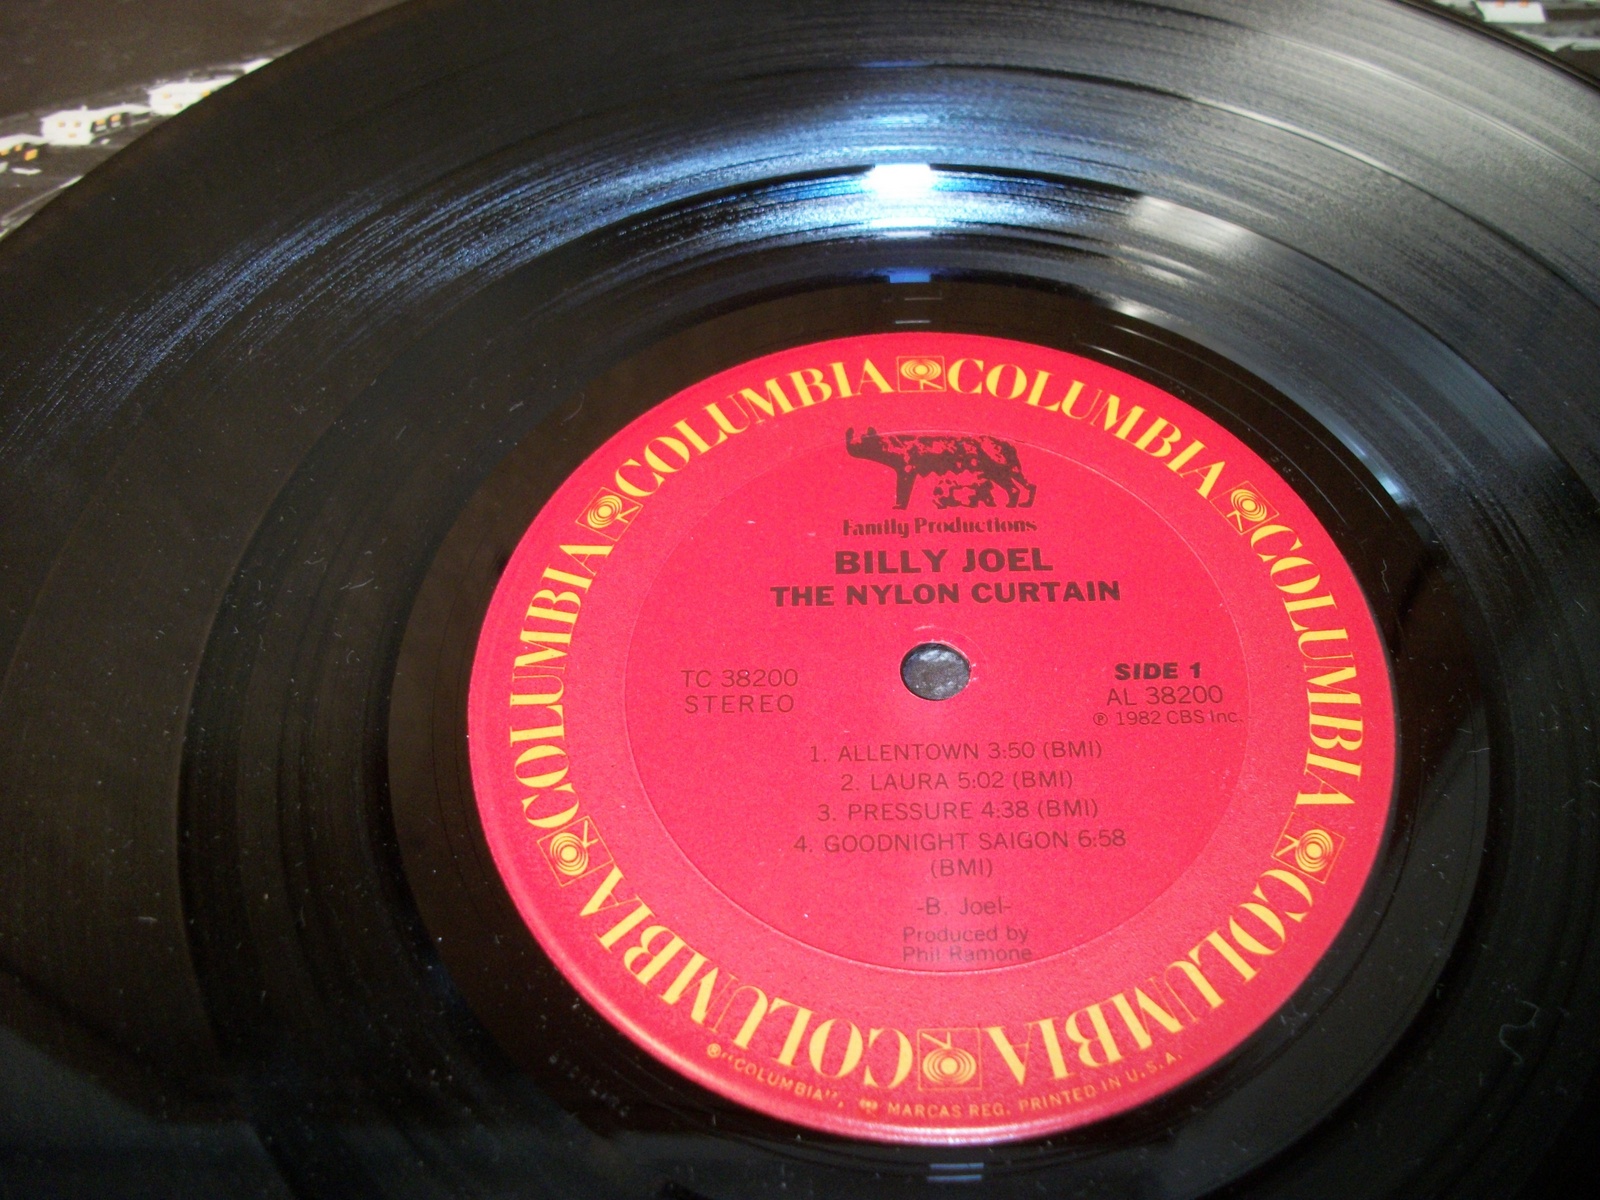 COLUMBIA COLUMBIA COLUMBIA COLUMBIA COLUMBIA COLUMBIA
Family Productions
BILLY JOEL
THE NYLON CURTAIN
TC 38200
STEREO
SIDE 1
AL 38200
℗ 1982 CBS Inc.
1. ALLENTOWN 3:50 (BMI)
2. LAURA 5:02 (BMI)
3. PRESSURE 4:38 (BMI)
4. GOODNIGHT SAIGON 6:58
(BMI)
-B. Joel-
Produced by
Phil Ramone
®"COLUMBIA", MARCAS REG. PRINTED IN U.S.A.